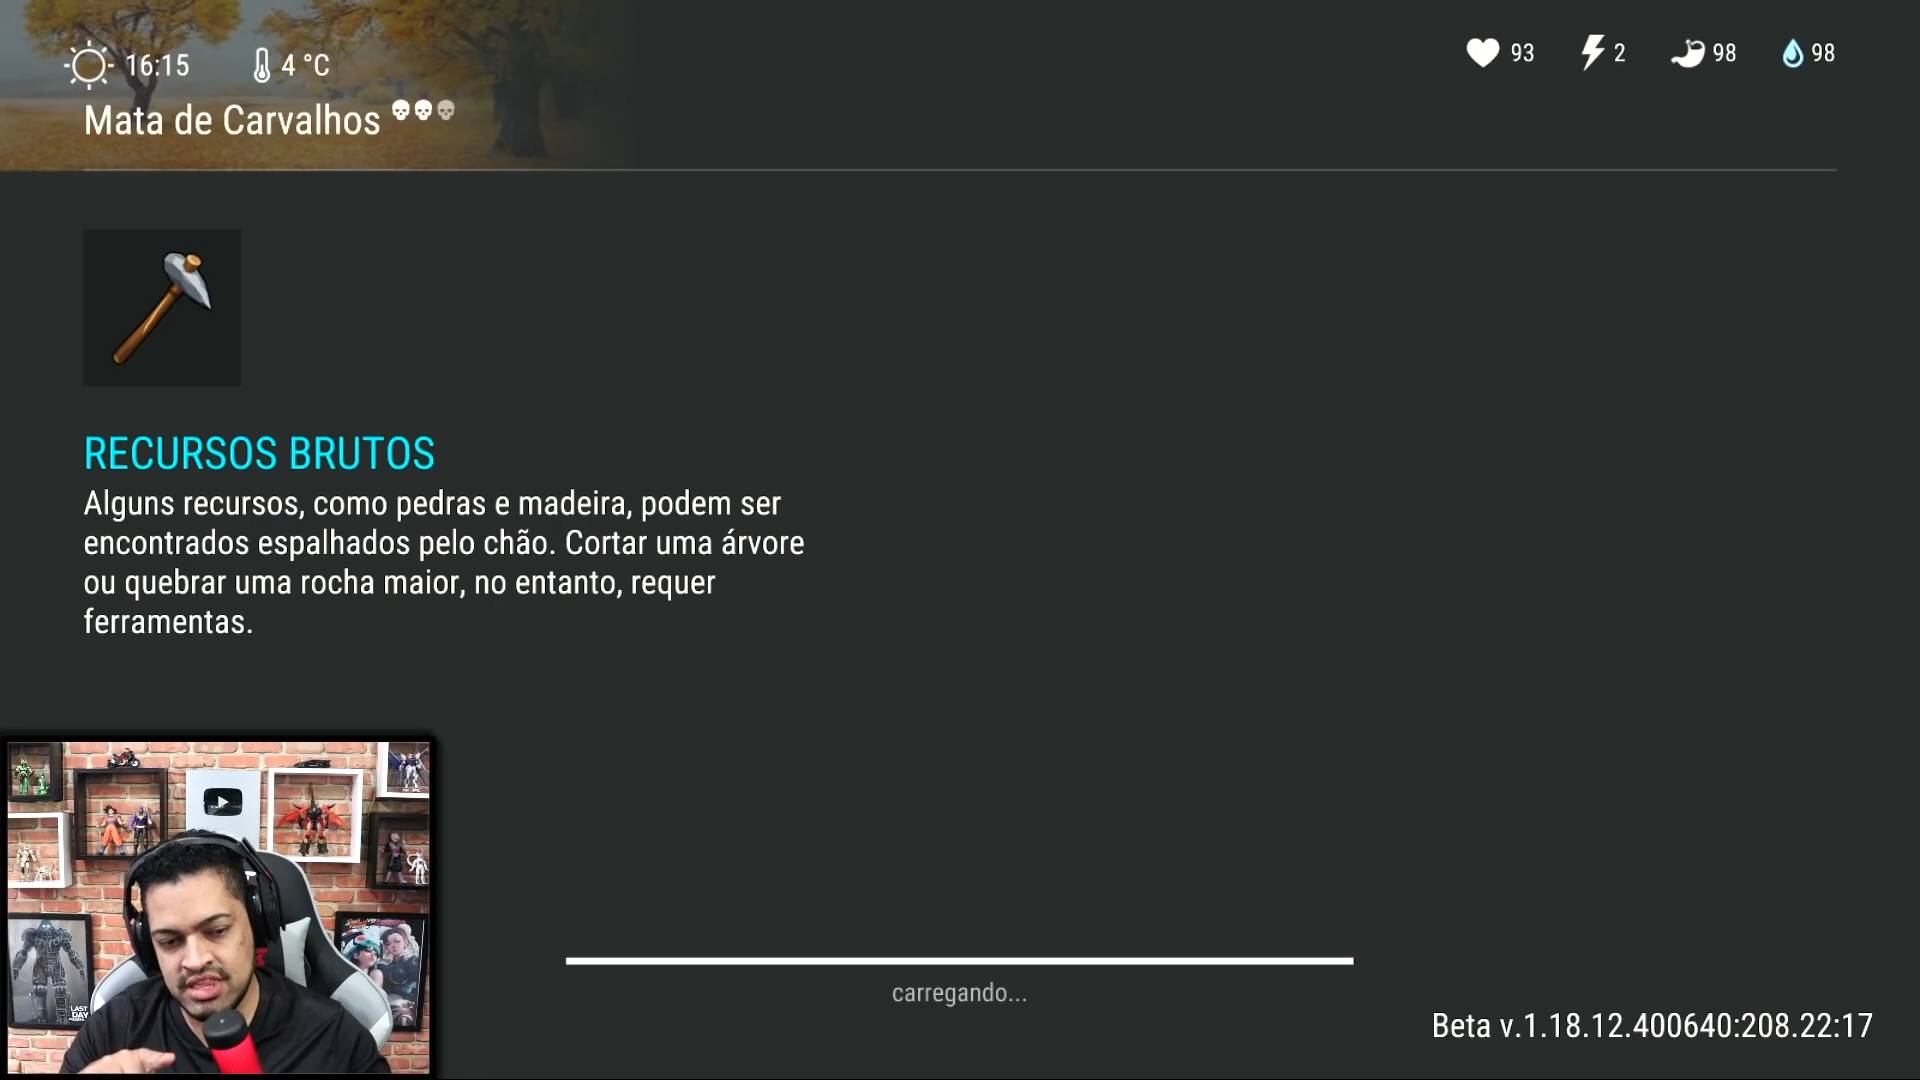 16:15 4 °C
93 2 98 98
Mata de Carvalhos
RECURSOS BRUTOS
Alguns recursos, como pedras e madeira, podem ser
encontrados espalhados pelo chão. Cortar uma árvore
ou quebrar uma rocha maior, no entanto, requer
ferramentas.
LAST
DAY
carregando...
Beta v.1.18.12.400640:208.22:17